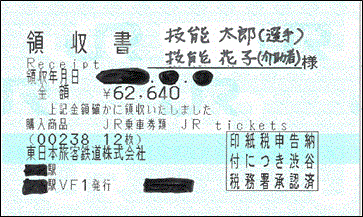 領収書
技能 太郎(選手)
技能 花子(介助者)様
Receipt
領収年月日
金額 ¥62,640
上記金額確かに領収いたしました
購入商品 JR乗車券類 JR tickets
(00238 12枚)
東日本旅客鉄道株式会社
駅
駅VF1発行
印紙税申告納
付につき渋谷
税務署承認済